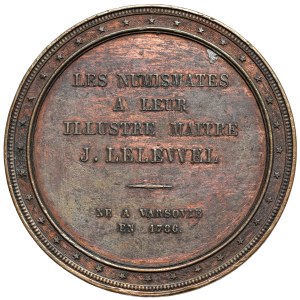 LES NUMISMATES
A LEUR
ILLUSTRE MAITRE
J. LELEWEL
NE A VARSOVIE
EN 1786.